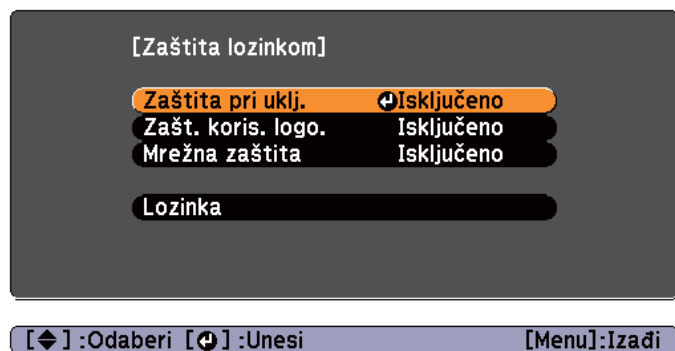 [Zaštita lozinkom]
Zaštita pri uklj. Isključeno
Zašt. koris. logo. Isključeno
Mrežna zaštita Isključeno
Lozinka
[ ] :Odaberi [ ] :Unesi [Menu]:Izađi